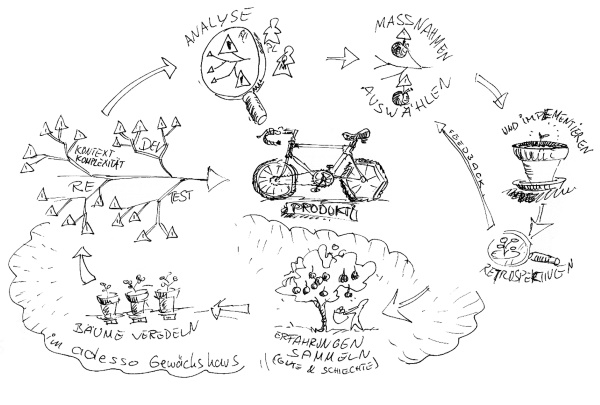 ANALYSE
PL
MASSNAHMEN
AUSWÄHLEN
UND IMPLEMENTIEREN
FEEDBACK
RETROSPEKTIVEN
KONTEXT
KOMPLEXITÄT
DEV
RE
TEST
PRODUKT
ERFAHRUNGEN
SAMMELN
(GUTE & SCHLECHTE)
BÄUME VEREDELN
im adesso Gewächshaus